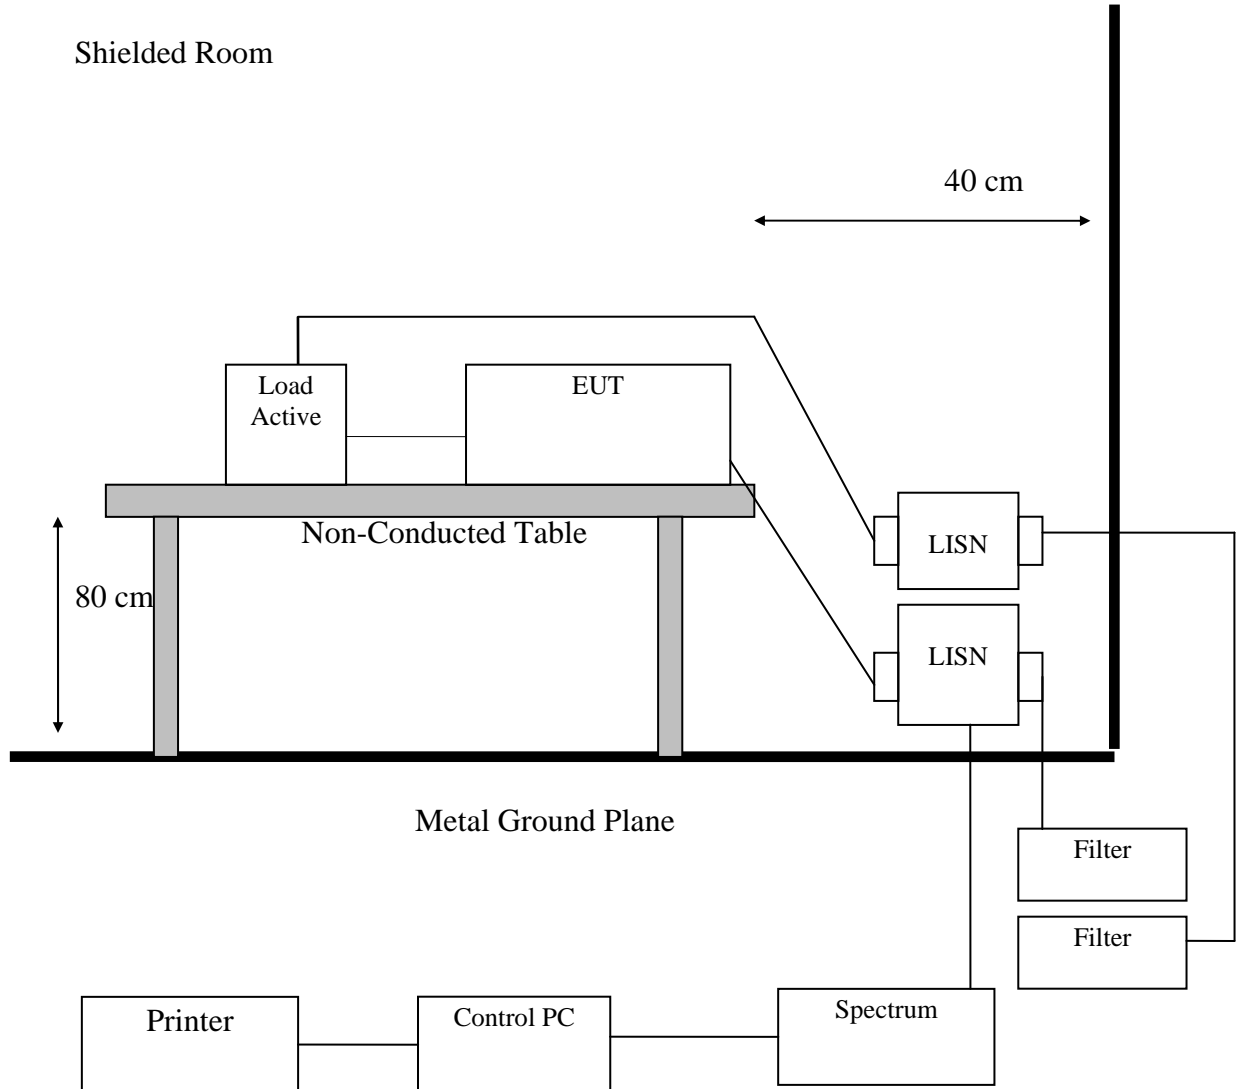 Shielded Room
40 cm
Load
Active
EUT
Non-Conducted Table
LISN
80 cm
LISN
Metal Ground Plane
Filter
Filter
Printer
Control PC
Spectrum